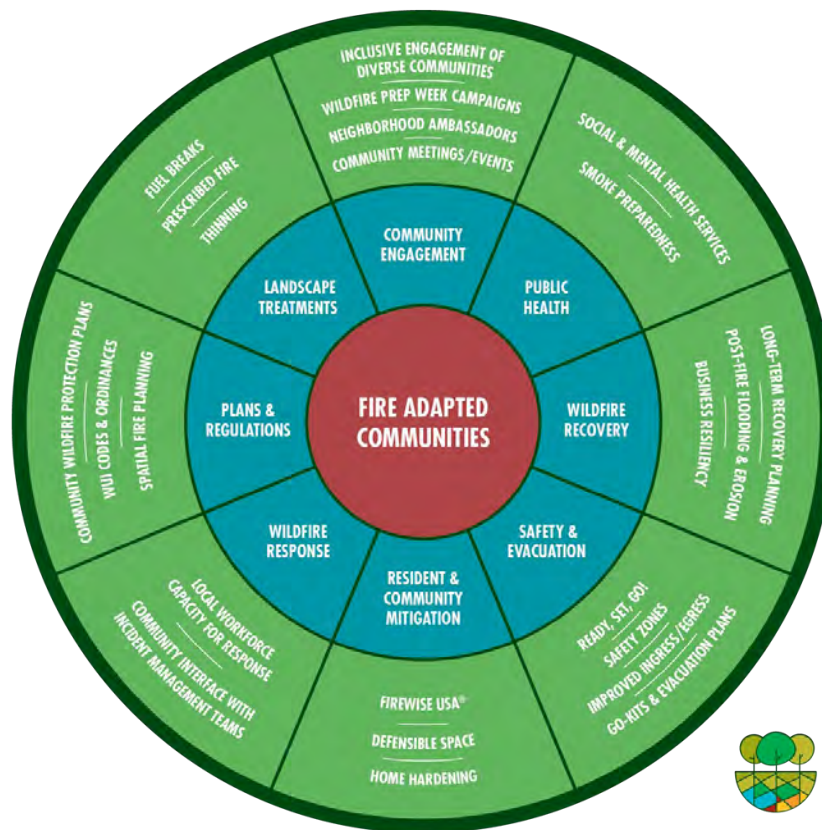 FIRE ADAPTED
COMMUNITIES
COMMUNITY
ENGAGEMENT
INCLUSIVE ENGAGEMENT OF
DIVERSE COMMUNITIES
WILDFIRE PREP WEEK CAMPAIGNS
NEIGHBORHOOD AMBASSADORS
COMMUNITY MEETINGS/EVENTS
PUBLIC
HEALTH
SOCIAL & MENTAL HEALTH SERVICES
SMOKE PREPAREDNESS
WILDFIRE
RECOVERY
LONG-TERM RECOVERY PLANNING
POST-FIRE FLOODING & EROSION
BUSINESS RESILIENCY
SAFETY &
EVACUATION
READY, SET, GO!
SAFETY ZONES
IMPROVED INGRESS/EGRESS
GO-KITS & EVACUATION PLANS
RESIDENT &
COMMUNITY
MITIGATION
FIREWISE USA®
DEFENSIBLE SPACE
HOME HARDENING
WILDFIRE
RESPONSE
LOCAL WORKFORCE
CAPACITY FOR RESPONSE
COMMUNITY INTERFACE WITH
INCIDENT MANAGEMENT TEAMS
PLANS &
REGULATIONS
COMMUNITY WILDFIRE PROTECTION PLANS
WUI CODES & ORDINANCES
SPATIAL FIRE PLANNING
LANDSCAPE
TREATMENTS
FUEL BREAKS
PRESCRIBED FIRE
THINNING